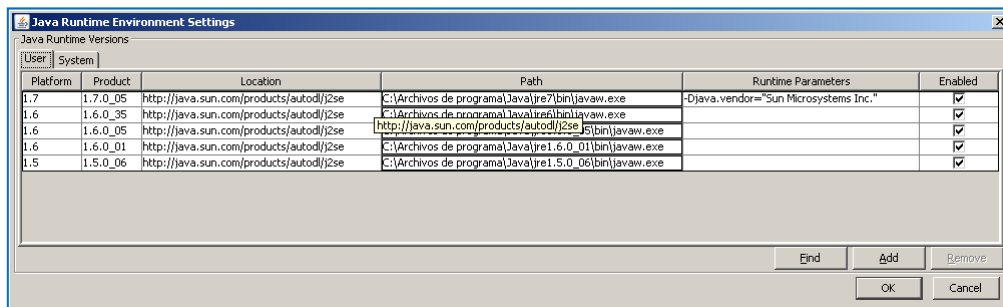 Java Runtime Environment Settings
Java Runtime Versions
User System
Platform Product Location Path Runtime Parameters Enabled
1.7 1.7.0_05 http://java.sun.com/products/autodl/j2se C:\Archivos de programa\Java\jre7\bin\javaw.exe -Djava.vendor="Sun Microsystems Inc."
1.6 1.6.0_35 http://java.sun.com/products/autodl/j2se C:\Archivos de programa\Java\jre6\bin\javaw.exe
http://java.sun.com/products/autodl/j2se
1.6 1.6.0_05 http://java.sun.com/products/autodl/j2se 05\bin\javaw.exe
1.6 1.6.0_01 http://java.sun.com/products/autodl/j2se C:\Archivos de programa\Java\jre1.6.0_01\bin\javaw.exe
1.5 1.5.0_06 http://java.sun.com/products/autodl/j2se C:\Archivos de programa\Java\jre1.5.0_06\bin\javaw.exe
Find Add Remove
OK Cancel